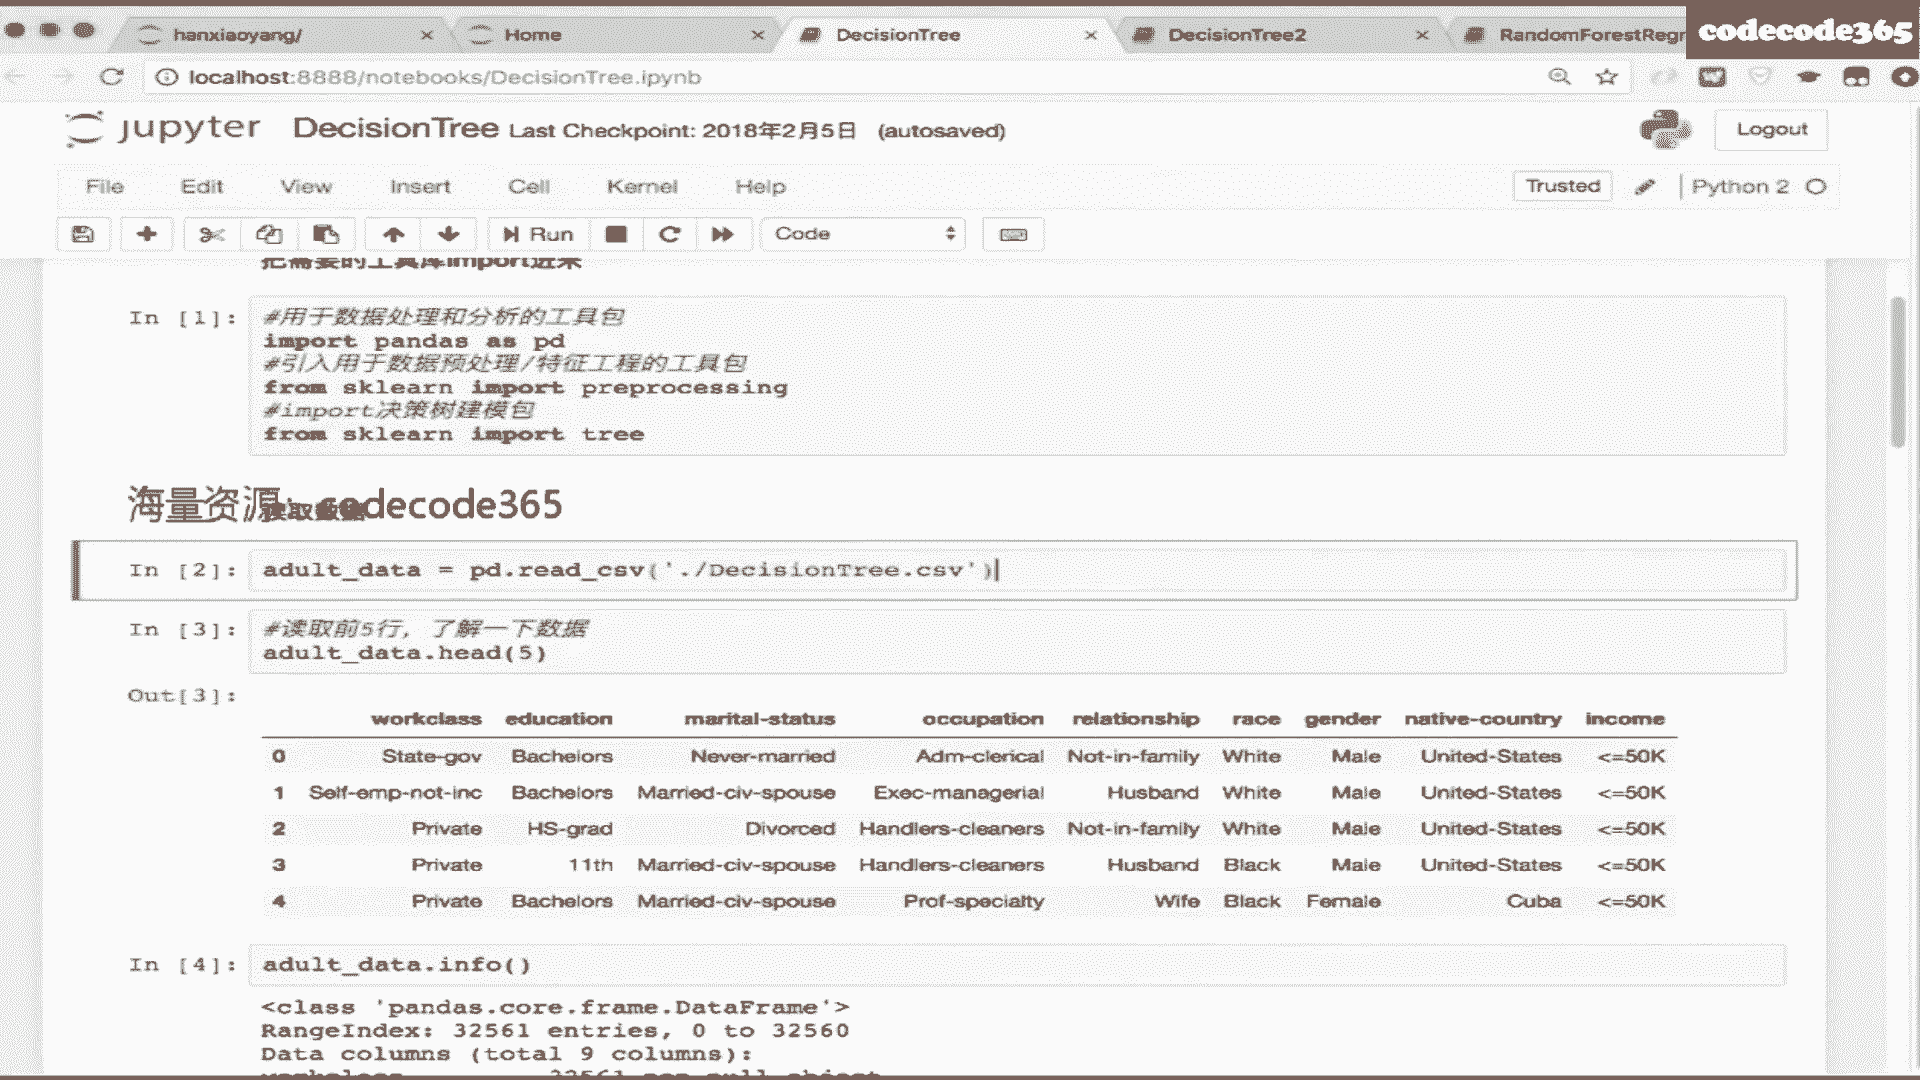 hanxiaoyang/ Home DecisionTree DecisionTree2 RandomForestRegr
codecode365
localhost:8888/notebooks/DecisionTree.ipynb
jupyter DecisionTree Last Checkpoint: 2018年2月5日 (autosaved)
Logout
File Edit View Insert Cell Kernel Help
Trusted Python 2
Run Code
把需要的工具库import进来
In [1]: #用于数据处理和分析的工具包
import pandas as pd
#引入用于数据预处理/特征工程的工具包
from sklearn import preprocessing
#import决策树建模包
from sklearn import tree
海量资源：codecode365
读取数据
In [2]: adult_data = pd.read_csv('./DecisionTree.csv')
In [3]: #读取前5行，了解一下数据
adult_data.head(5)
Out[3]:
workclass education marital-status occupation relationship race gender native-country income
0 State-gov Bachelors Never-married Adm-clerical Not-in-family White Male United-States <=50K
1 Self-emp-not-inc Bachelors Married-civ-spouse Exec-managerial Husband White Male United-States <=50K
2 Private HS-grad Divorced Handlers-cleaners Not-in-family White Male United-States <=50K
3 Private 11th Married-civ-spouse Handlers-cleaners Husband Black Male United-States <=50K
4 Private Bachelors Married-civ-spouse Prof-specialty Wife Black Female Cuba <=50K
In [4]: adult_data.info()
<class 'pandas.core.frame.DataFrame'>
RangeIndex: 32561 entries, 0 to 32560
Data columns (total 9 columns):
workclass 32561 non-null object